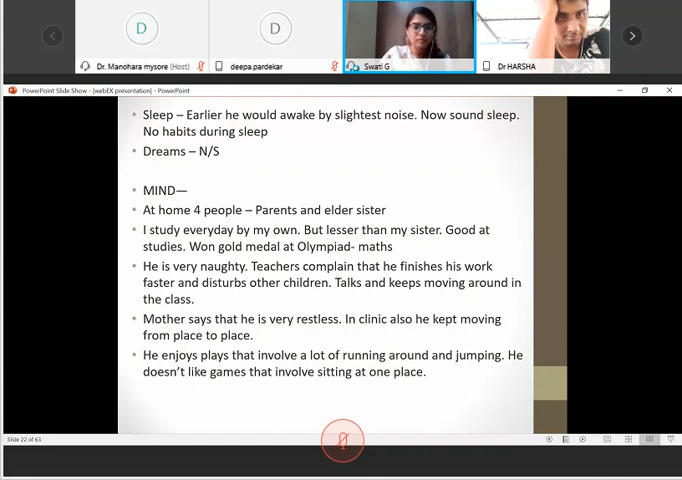 D
D
Dr. Manohara mysore (Host)
deepa.pardekar
Swati G
Dr HARSHA
PowerPoint Slide Show - [webEX presentation] - PowerPoint
• Sleep – Earlier he would awake by slightest noise. Now sound sleep.
No habits during sleep
• Dreams – N/S
• MIND—
• At home 4 people – Parents and elder sister
• I study everyday by my own. But lesser than my sister. Good at
studies. Won gold medal at Olympiad- maths
• He is very naughty. Teachers complain that he finishes his work
faster and disturbs other children. Talks and keeps moving around in
the class.
• Mother says that he is very restless. In clinic also he kept moving
from place to place.
• He enjoys plays that involve a lot of running around and jumping. He
doesn't like games that involve sitting at one place.
Slide 22 of 63